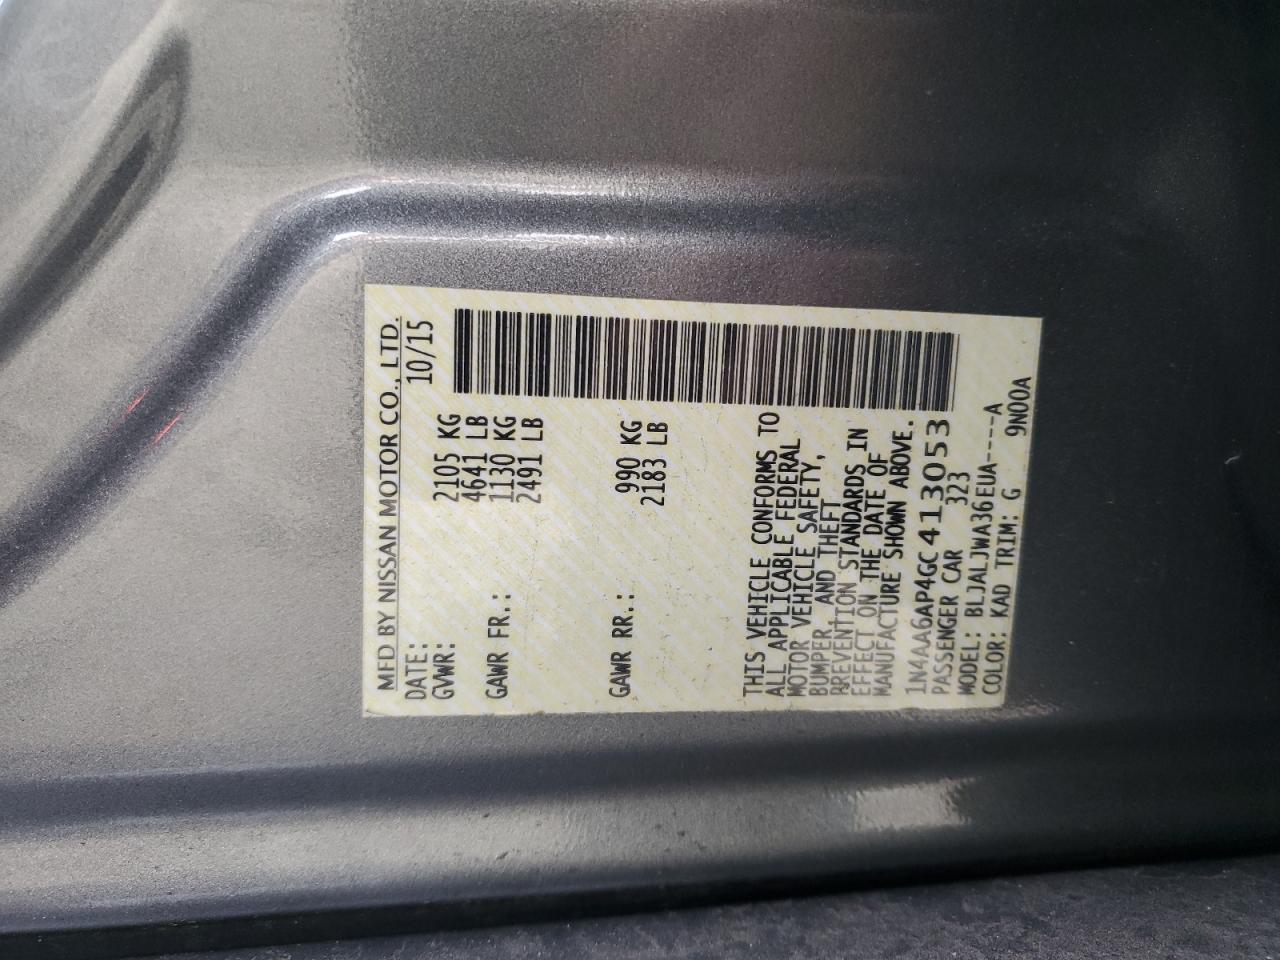 MFD BY NISSAN MOTOR CO., LTD.
DATE: 10/15
GVWR: 2105 KG
4641 LB
GAWR FR.: 1130 KG
2491 LB
GAWR RR.: 990 KG
2183 LB
THIS VEHICLE CONFORMS TO
ALL APPLICABLE FEDERAL
MOTOR VEHICLE SAFETY,
BUMPER, AND THEFT
PREVENTION STANDARDS IN
EFFECT ON THE DATE OF
MANUFACTURE SHOWN ABOVE.
1N4AA6AP4GC413053
PASSENGER CAR 323
MODEL: BLJALJWA36EUA-----A
COLOR: KAD TRIM: G 9N00A